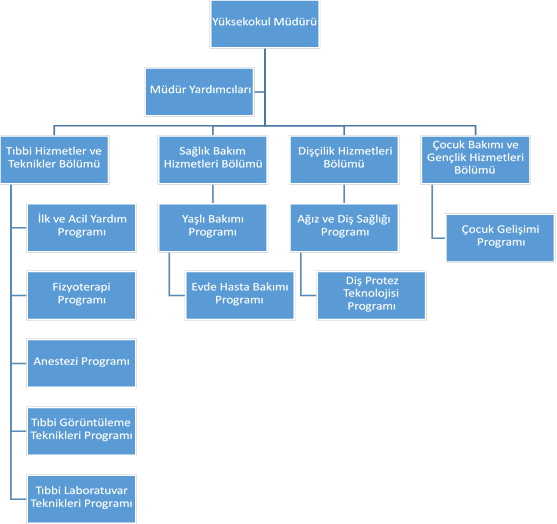 Yüksekokul Müdürü
Müdür Yardımcıları
Tıbbi Hizmetler ve
Teknikler Bölümü
Sağlık Bakım
Hizmetleri Bölümü
Dişçilik Hizmetleri
Bölümü
Çocuk Bakımı ve
Gençlik Hizmetleri
Bölümü
İlk ve Acil Yardım
Programı
Fizyoterapi
Programı
Anestezi Programı
Tıbbi Görüntüleme
Teknikleri Programı
Tıbbi Laboratuvar
Teknikleri Programı
Yaşlı Bakımı
Programı
Evde Hasta Bakımı
Programı
Ağız ve Diş Sağlığı
Programı
Diş Protez
Teknolojisi
Programı
Çocuk Gelişimi
Programı